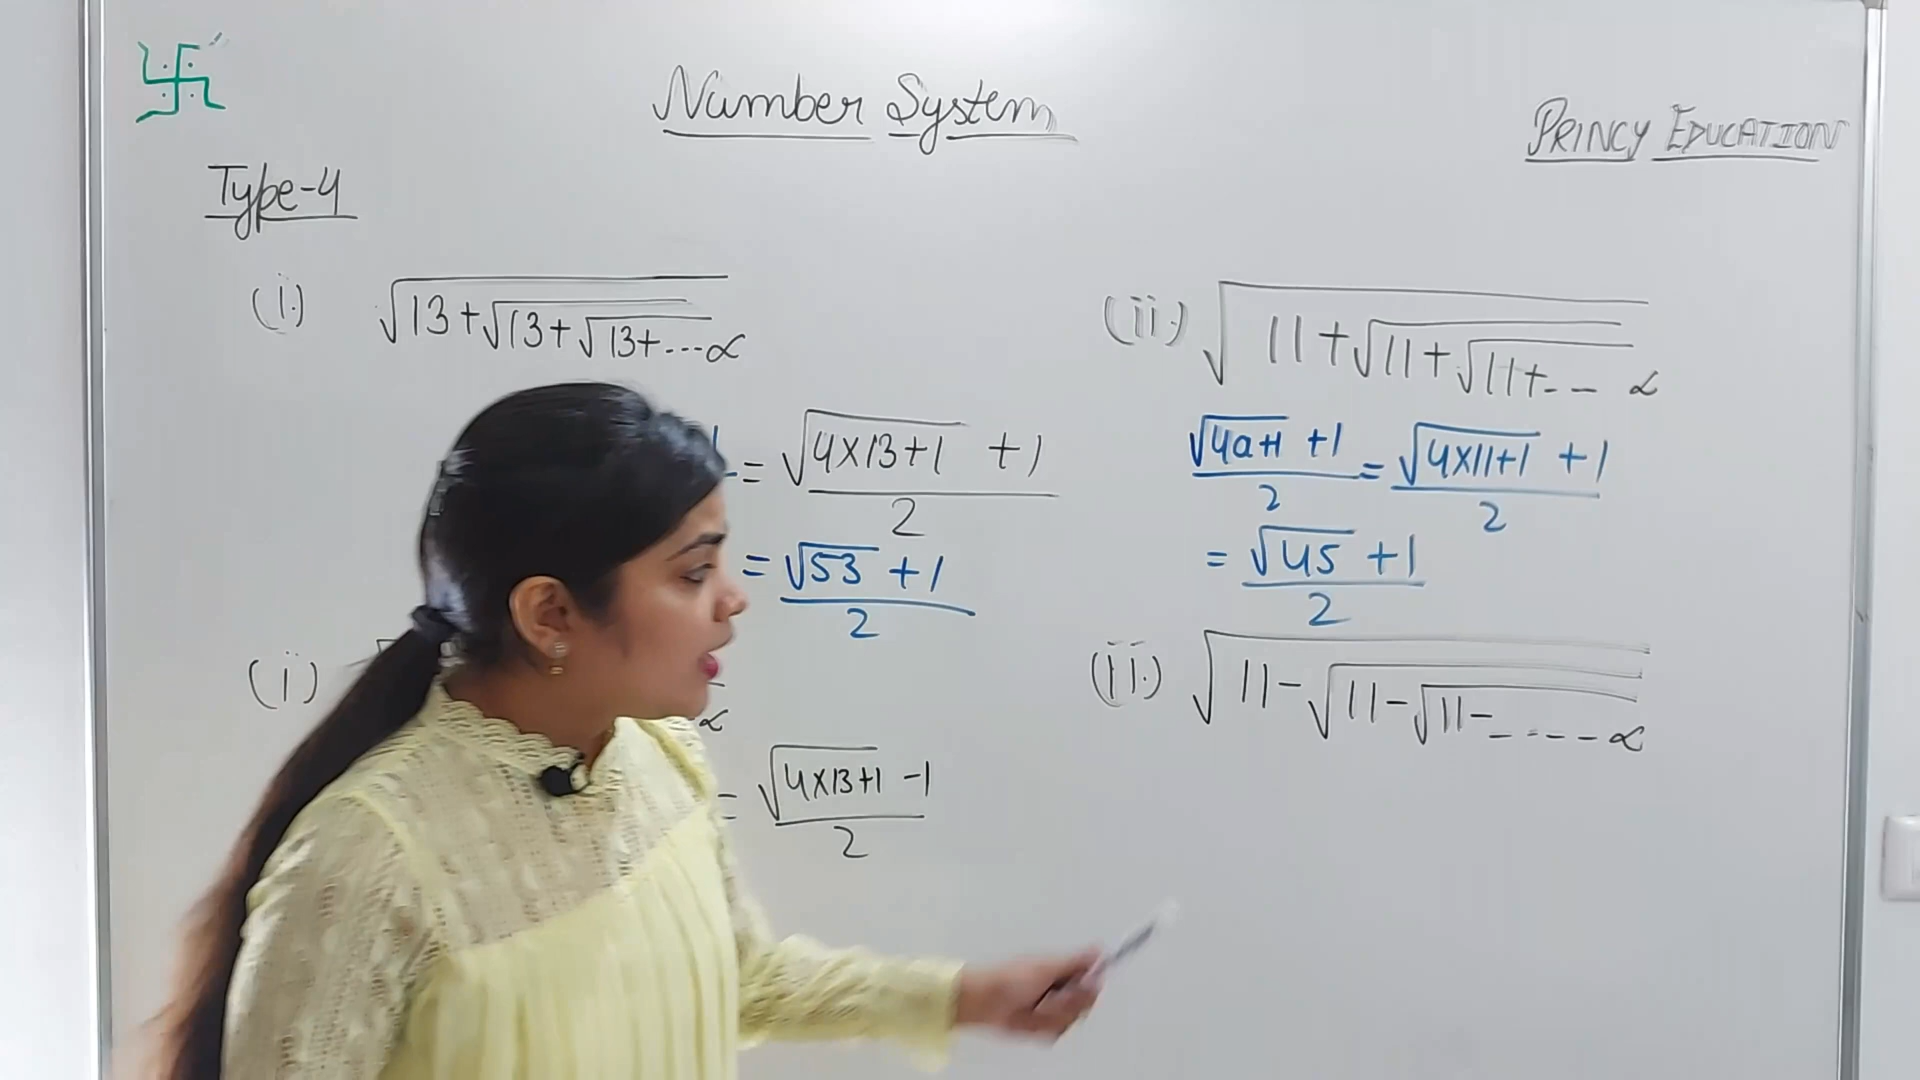 Number System
PRINCY EDUCATION
Type-4
(i.) √13+√13+√13+---∝
= √4×13+1 +1 / 2
= √53 +1 / 2
(ii.) √11+√11+√11+--- ∝
√4a+1 +1 / 2 = √4×11+1 +1 / 2
= √45 +1 / 2
(i)
∝
= √4×13+1 -1 / 2
(ii.) √11-√11-√11------∝